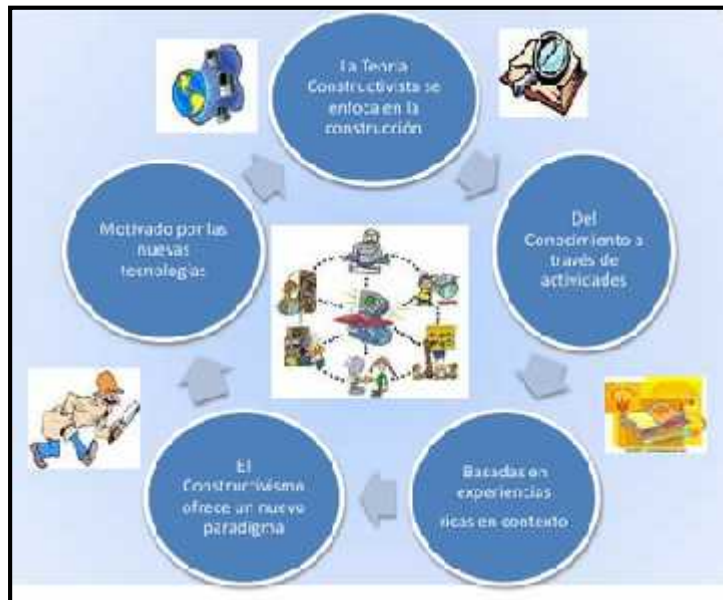 La Teoría
Constructivista se
enfoca en la
construcción
Del
Conocimiento a
través de
actividades
Basadas en
experiencias
ricas en contexto
El
Constructivismo
ofrece un nuevo
paradigma
Motivado por las
nuevas
tecnologías